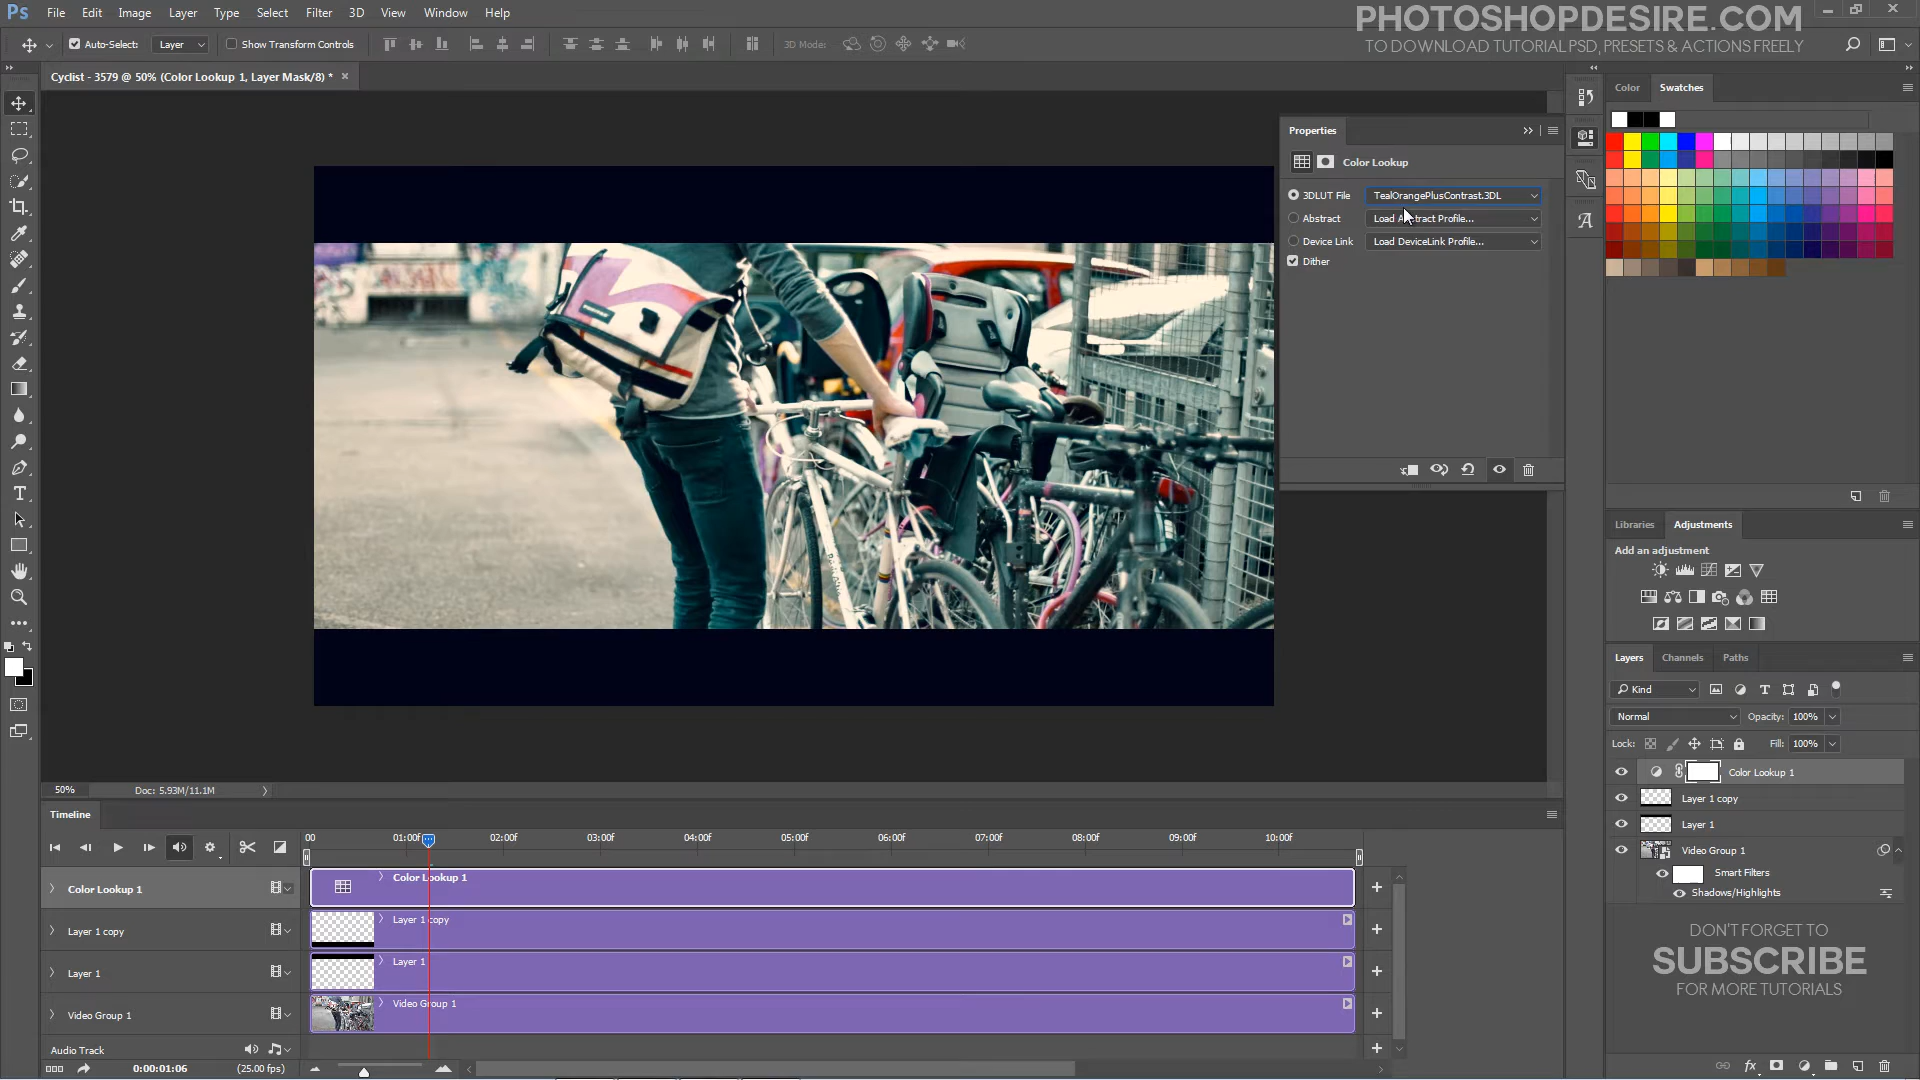 Ps File Edit Image Layer Type Select Filter 3D View Window Help
PHOTOSHOPDESIRE.COM
TO DOWNLOAD TUTORIAL PSD, PRESETS & ACTIONS FREELY
Auto-Select: Layer Show Transform Controls 3D Mode:
Cyclist - 3579 @ 50% (Color Lookup 1, Layer Mask/8) *
Color Swatches
Properties
Color Lookup
3DLUT File TealOrangePlusContrast.3DL
Abstract Load Abstract Profile...
Device Link Load DeviceLink Profile...
Dither
Libraries Adjustments
Add an adjustment
Layers Channels Paths
Kind
Normal Opacity: 100%
Lock: Fill: 100%
Color Lookup 1
Layer 1 copy
Layer 1
Video Group 1
Smart Filters
Shadows/Highlights
DON'T FORGET TO
SUBSCRIBE
FOR MORE TUTORIALS
50% Doc: 5.93M/11.1M
Timeline
00 01:00f 02:00f 03:00f 04:00f 05:00f 06:00f 07:00f 08:00f 09:00f 10:00f
Color Lookup 1 Color Lookup 1
Layer 1 copy Layer 1 copy
Layer 1 Layer 1
Video Group 1 Video Group 1
Audio Track
0:00:01:06 (25.00 fps)